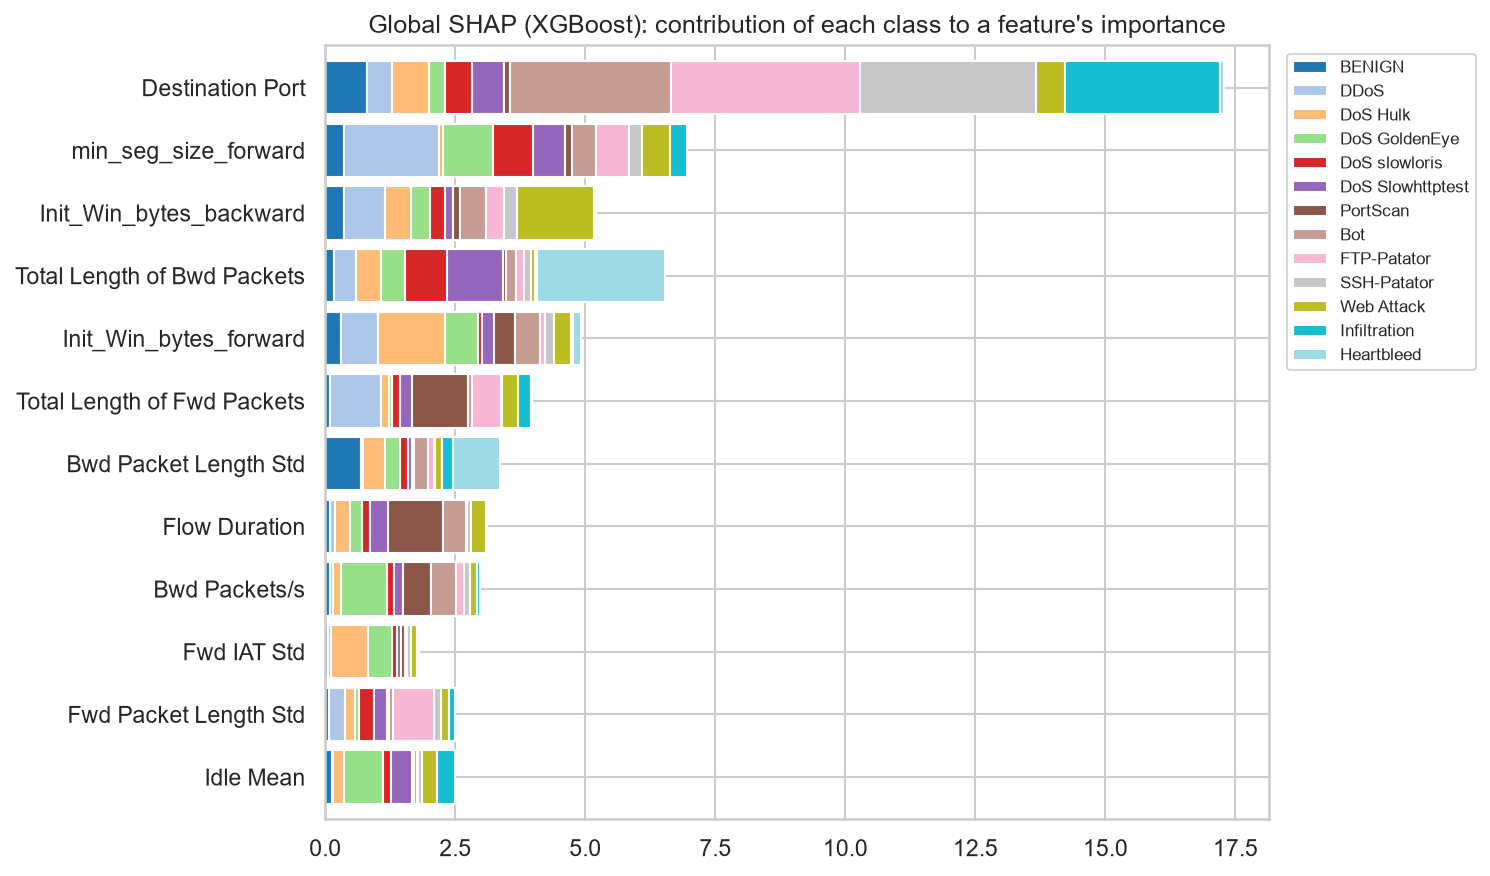 Global SHAP (XGBoost): contribution of each class to a feature's importance
Destination Port
min_seg_size_forward
Init_Win_bytes_backward
Total Length of Bwd Packets
Init_Win_bytes_forward
Total Length of Fwd Packets
Bwd Packet Length Std
Flow Duration
Bwd Packets/s
Fwd IAT Std
Fwd Packet Length Std
Idle Mean
0.0 2.5 5.0 7.5 10.0 12.5 15.0 17.5
BENIGN
DDoS
DoS Hulk
DoS GoldenEye
DoS slowloris
DoS Slowhttptest
PortScan
Bot
FTP-Patator
SSH-Patator
Web Attack
Infiltration
Heartbleed